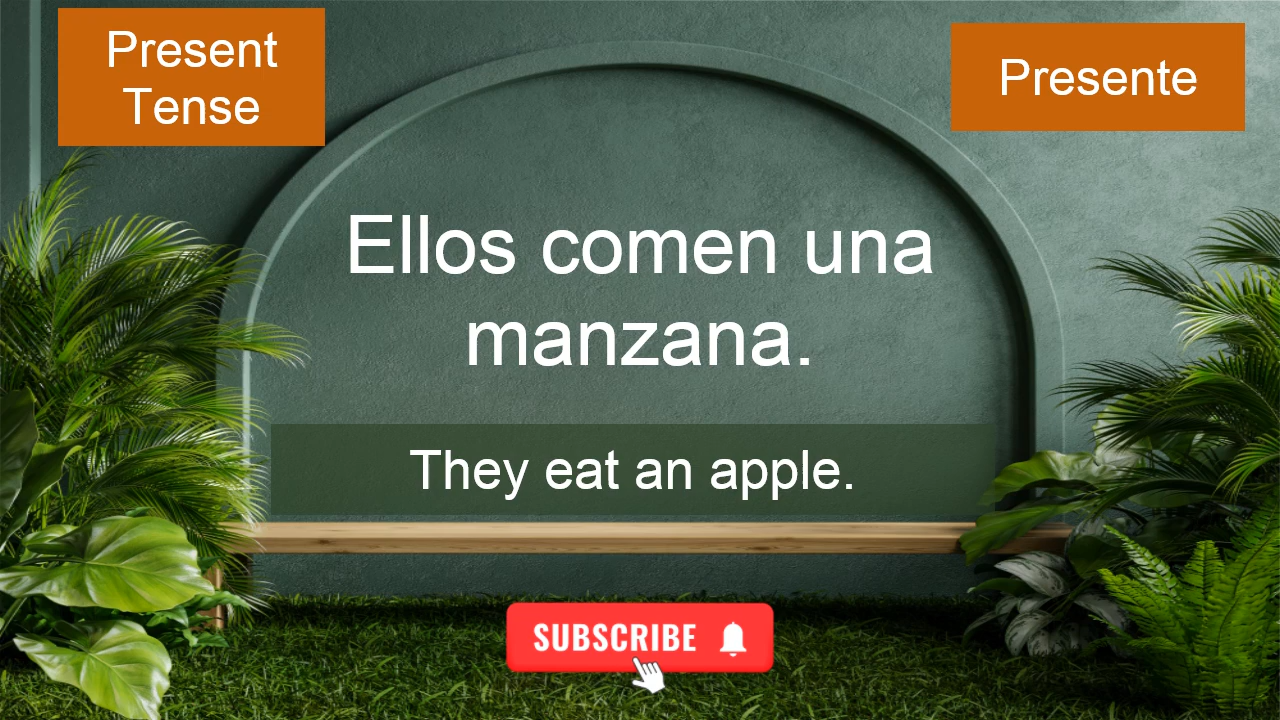 Present
Tense
Presente
Ellos comen una
manzana.
They eat an apple.
SUBSCRIBE